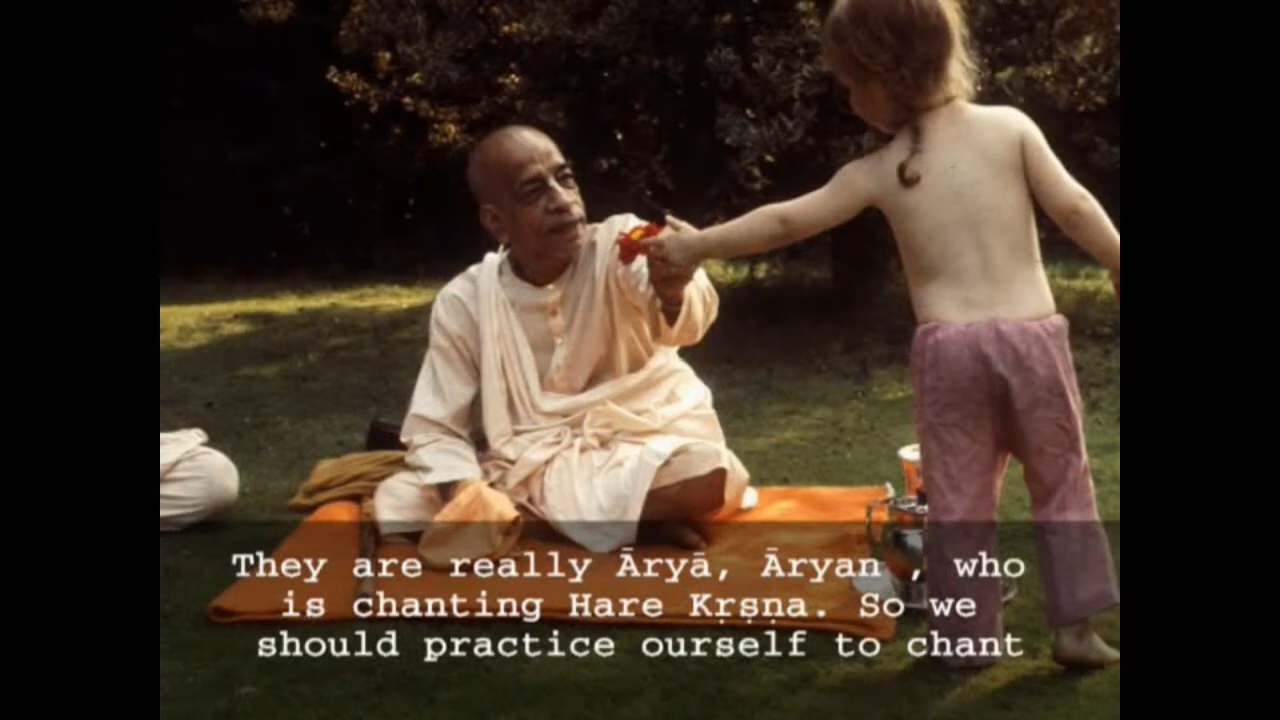 They are really Āryā, Āryan , who
is chanting Hare Kṛṣṇa. So we
should practice ourself to chant